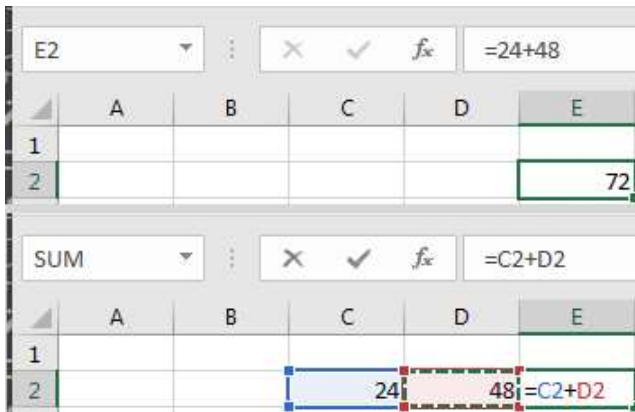 E2 fx =24+48
A B C D E
1
2 72
SUM fx =C2+D2
A B C D E
1
2 24 48 =C2+D2